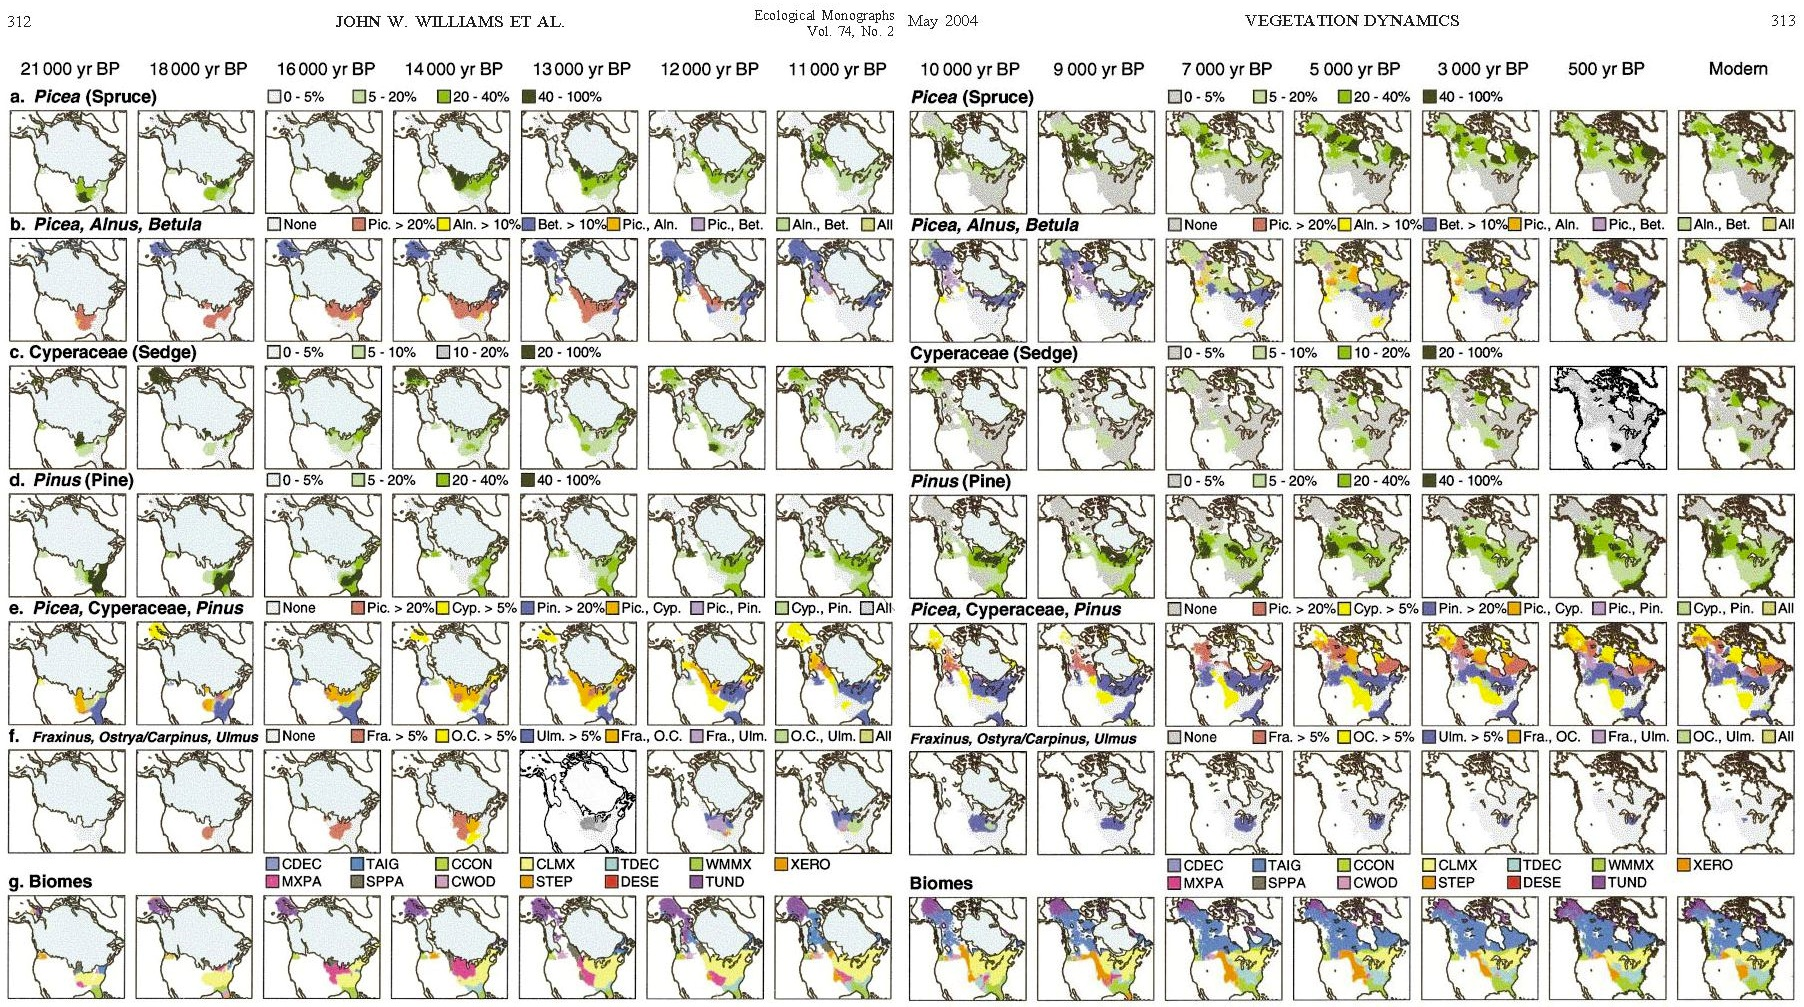 312
JOHN W. WILLIAMS ET AL.
Ecological Monographs
Vol. 74, No. 2
May 2004
VEGETATION DYNAMICS
313
21 000 yr BP 18 000 yr BP 16 000 yr BP 14 000 yr BP 13 000 yr BP 12 000 yr BP 11 000 yr BP 10 000 yr BP 9 000 yr BP 7 000 yr BP 5 000 yr BP 3 000 yr BP 500 yr BP Modern
a. Picea (Spruce) 0 - 5% 5 - 20% 20 - 40% 40 - 100% Picea (Spruce) 0 - 5% 5 - 20% 20 - 40% 40 - 100%
b. Picea, Alnus, Betula None Pic. > 20% Aln. > 10% Bet. > 10% Pic., Aln. Pic., Bet. Aln., Bet. All Picea, Alnus, Betula None Pic. > 20% Aln. > 10% Bet. > 10% Pic., Aln. Pic., Bet. Aln., Bet. All
c. Cyperaceae (Sedge) 0 - 5% 5 - 10% 10 - 20% 20 - 100% Cyperaceae (Sedge) 0 - 5% 5 - 10% 10 - 20% 20 - 100%
d. Pinus (Pine) 0 - 5% 5 - 20% 20 - 40% 40 - 100% Pinus (Pine) 0 - 5% 5 - 20% 20 - 40% 40 - 100%
e. Picea, Cyperaceae, Pinus None Pic. > 20% Cyp. > 5% Pin. > 20% Pic., Cyp. Pic., Pin. Cyp., Pin. All Picea, Cyperaceae, Pinus None Pic. > 20% Cyp. > 5% Pin. > 20% Pic., Cyp. Pic., Pin. Cyp., Pin. All
f. Fraxinus, Ostrya/Carpinus, Ulmus None Fra. > 5% O.C. > 5% Ulm. > 5% Fra., O.C. Fra., Ulm. O.C., Ulm. All Fraxinus, Ostyra/Carpinus, Ulmus None Fra. > 5% OC. > 5% Ulm. > 5% Fra., OC. Fra., Ulm. OC., Ulm. All
CDEC TAIG CCON CLMX TDEC WMMX XERO CDEC TAIG CCON CLMX TDEC WMMX XERO
g. Biomes MXPA SPPA CWOD STEP DESE TUND Biomes MXPA SPPA CWOD STEP DESE TUND